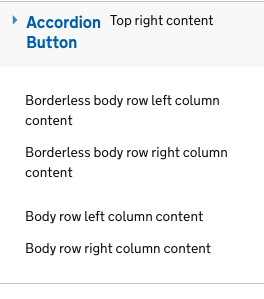 Accordion Top right content
Button
Borderless body row left column
content
Borderless body row right column
content
Body row left column content
Body row right column content